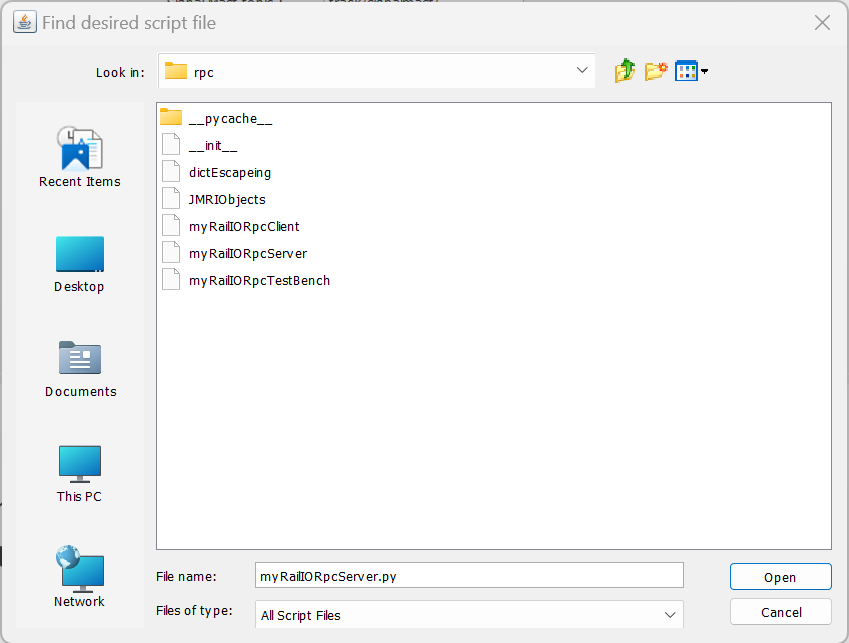 Find desired script file
Look in: rpc
Recent Items
Desktop
Documents
This PC
Network
__pycache__
__init__
dictEscapeing
JMRIObjects
myRailIORpcClient
myRailIORpcServer
myRailIORpcTestBench
File name: myRailIORpcServer.py
Open
Files of type: All Script Files
Cancel